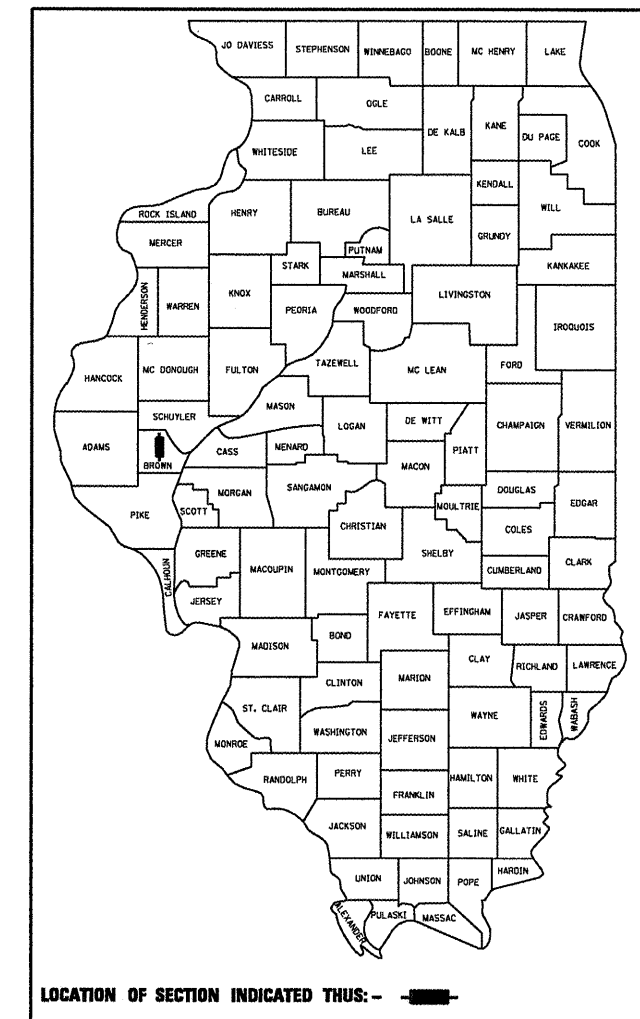 JO DAVIESS STEPHENSON WINNEBAGO BOONE MC HENRY LAKE
CARROLL OGLE DE KALB KANE DU PAGE COOK
WHITESIDE LEE
KENDALL WILL
ROCK ISLAND HENRY BUREAU LA SALLE
MERCER PUTNAM GRUNDY
STARK MARSHALL KANKAKEE
HENDERSON WARREN KNOX PEORIA WOODFORD LIVINGSTON IROQUOIS
HANCOCK MC DONOUGH FULTON TAZEWELL MC LEAN FORD
SCHUYLER MASON
ADAMS BROWN CASS MENARD LOGAN DE WITT PIATT CHAMPAIGN VERMILION
MACON
PIKE SCOTT MORGAN SANGAMON MOULTRIE DOUGLAS EDGAR
CHRISTIAN COLES
CALHOUN GREENE MACOUPIN MONTGOMERY SHELBY CUMBERLAND CLARK
JERSEY
MADISON BOND FAYETTE EFFINGHAM JASPER CRAWFORD
CLINTON MARION CLAY RICHLAND LAWRENCE
ST. CLAIR WASHINGTON JEFFERSON WAYNE EDWARDS WABASH
MONROE
RANDOLPH PERRY HAMILTON WHITE
FRANKLIN
JACKSON WILLIAMSON SALINE GALLATIN
UNION JOHNSON POPE HARDIN
ALEXANDER PULASKI MASSAC
LOCATION OF SECTION INDICATED THUS: -